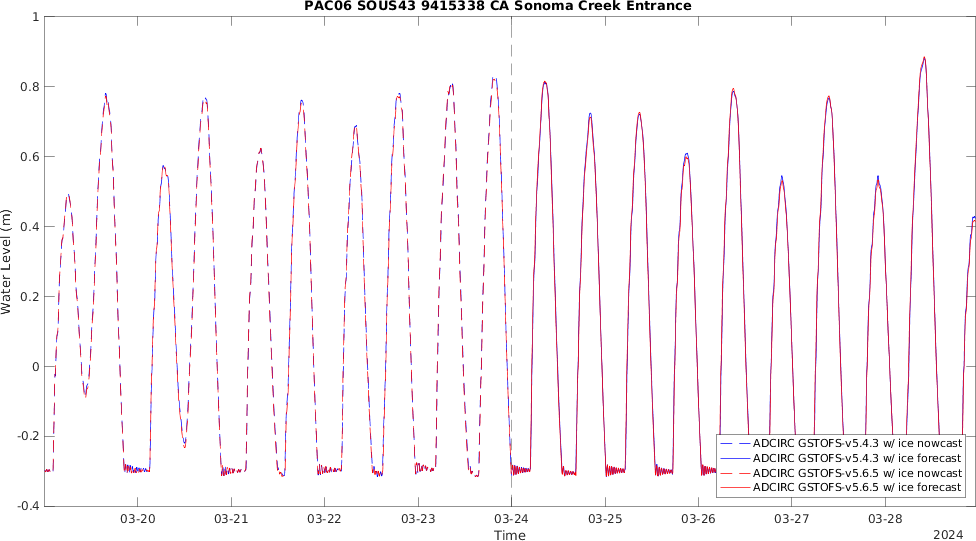 PAC06 SOUS43 9415338 CA Sonoma Creek Entrance
1
0.8
0.6
0.4
0.2
0
-0.2
-0.4
Water Level (m)
03-20 03-21 03-22 03-23 03-24 03-25 03-26 03-27 03-28
Time
2024
ADCIRC GSTOFS-v5.4.3 w/ ice nowcast
ADCIRC GSTOFS-v5.4.3 w/ ice forecast
ADCIRC GSTOFS-v5.6.5 w/ ice nowcast
ADCIRC GSTOFS-v5.6.5 w/ ice forecast